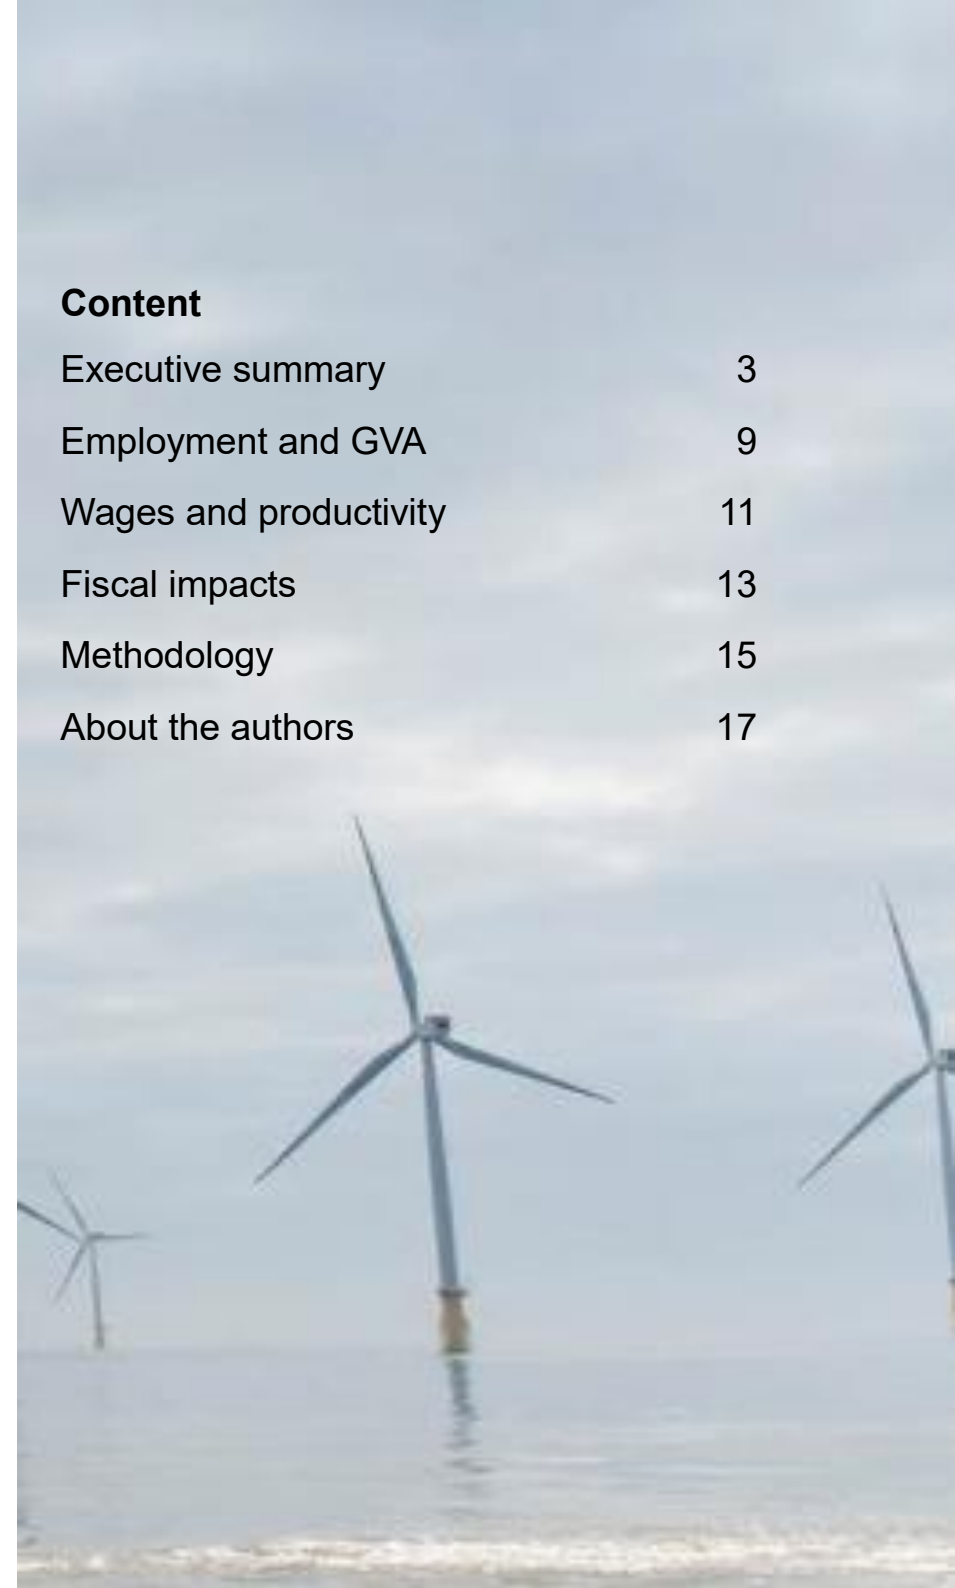 Content
Executive summary 3
Employment and GVA 9
Wages and productivity 11
Fiscal impacts 13
Methodology 15
About the authors 17